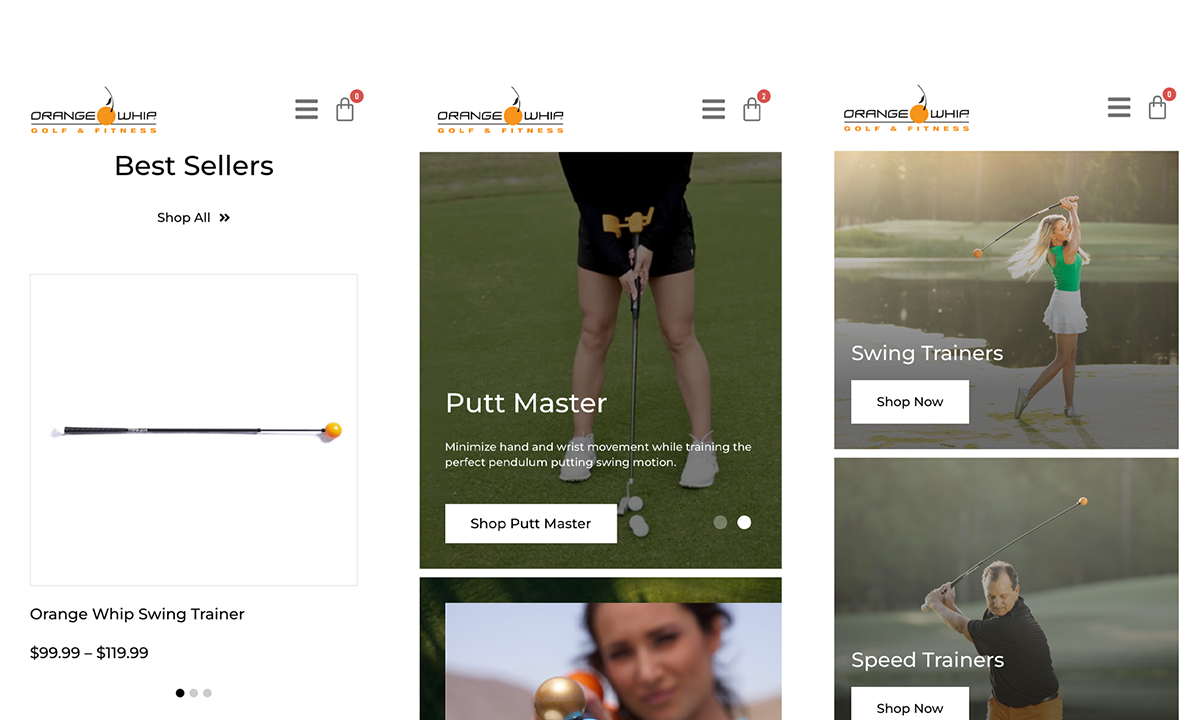 ORANGE WHIP
GOLF & FITNESS
0
Best Sellers
Shop All
Orange Whip Swing Trainer
$99.99 – $119.99
ORANGE WHIP
GOLF & FITNESS
2
Putt Master
Minimize hand and wrist movement while training the
perfect pendulum putting swing motion.
Shop Putt Master
ORANGE WHIP
GOLF & FITNESS
0
Swing Trainers
Shop Now
Speed Trainers
Shop Now